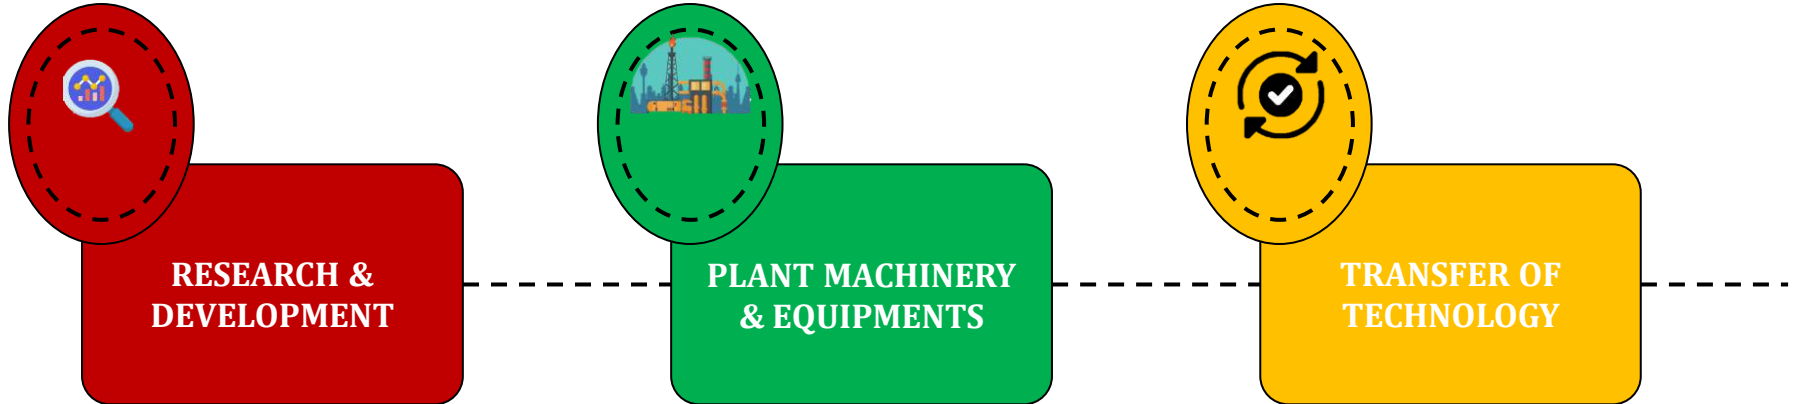 RESEARCH &
DEVELOPMENT
PLANT MACHINERY
& EQUIPMENTS
TRANSFER OF
TECHNOLOGY